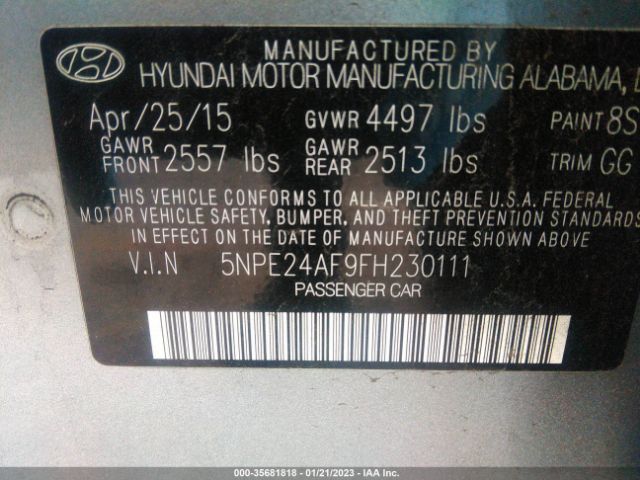 MANUFACTURED BY
HYUNDAI MOTOR MANUFACTURING ALABAMA,
Apr/25/15 GVWR 4497 lbs PAINT 8S
GAWR FRONT 2557 lbs GAWR REAR 2513 lbs TRIM GG
THIS VEHICLE CONFORMS TO ALL APPLICABLE U.S.A. FEDERAL
MOTOR VEHICLE SAFETY, BUMPER, AND THEFT PREVENTION STANDARDS
IN EFFECT ON THE DATE OF MANUFACTURE SHOWN ABOVE.
V.I.N 5NPE24AF9FH230111
PASSENGER CAR
000-35681818 - 01/21/2023 - IAA Inc.